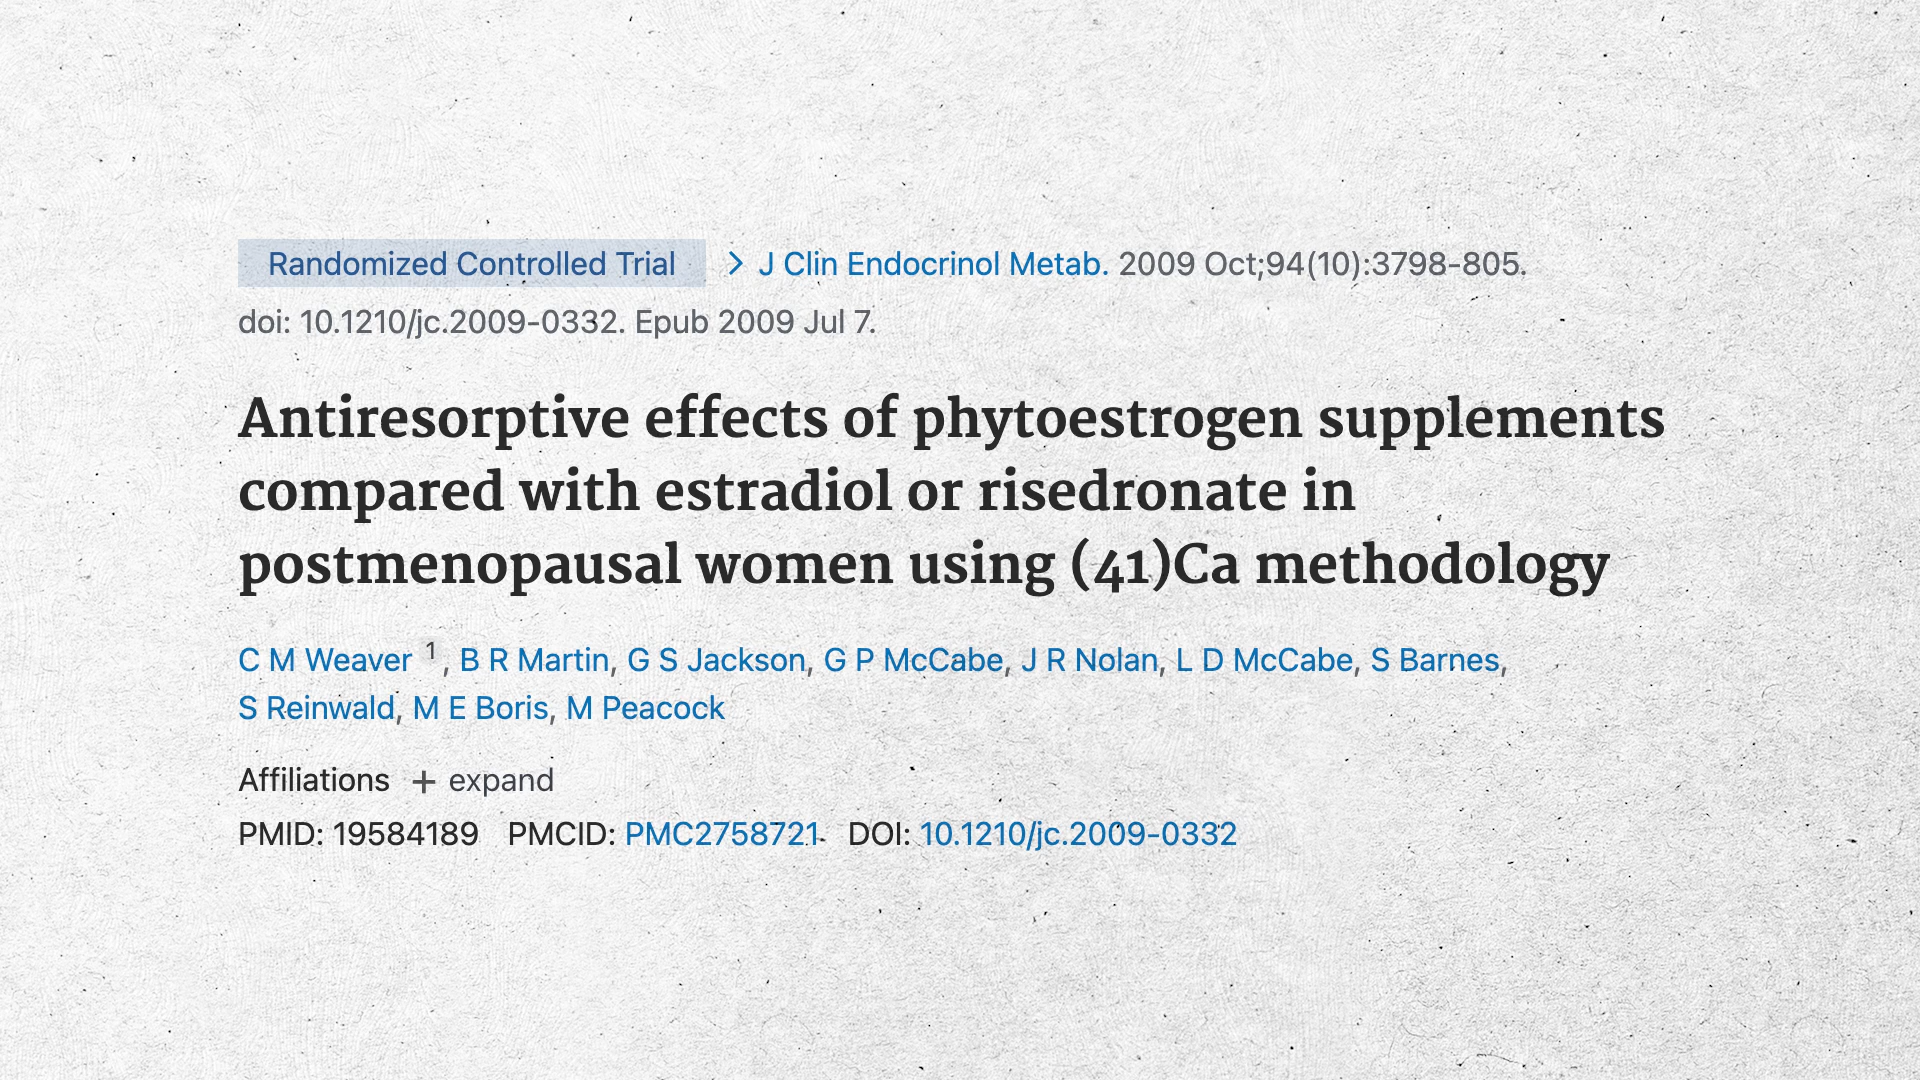 Randomized Controlled Trial > J Clin Endocrinol Metab. 2009 Oct;94(10):3798-805.
doi: 10.1210/jc.2009-0332. Epub 2009 Jul 7.
Antiresorptive effects of phytoestrogen supplements
compared with estradiol or risedronate in
postmenopausal women using (41)Ca methodology
C M Weaver 1, B R Martin, G S Jackson, G P McCabe, J R Nolan, L D McCabe, S Barnes,
S Reinwald, M E Boris, M Peacock
Affiliations + expand
PMID: 19584189 PMCID: PMC2758721 DOI: 10.1210/jc.2009-0332